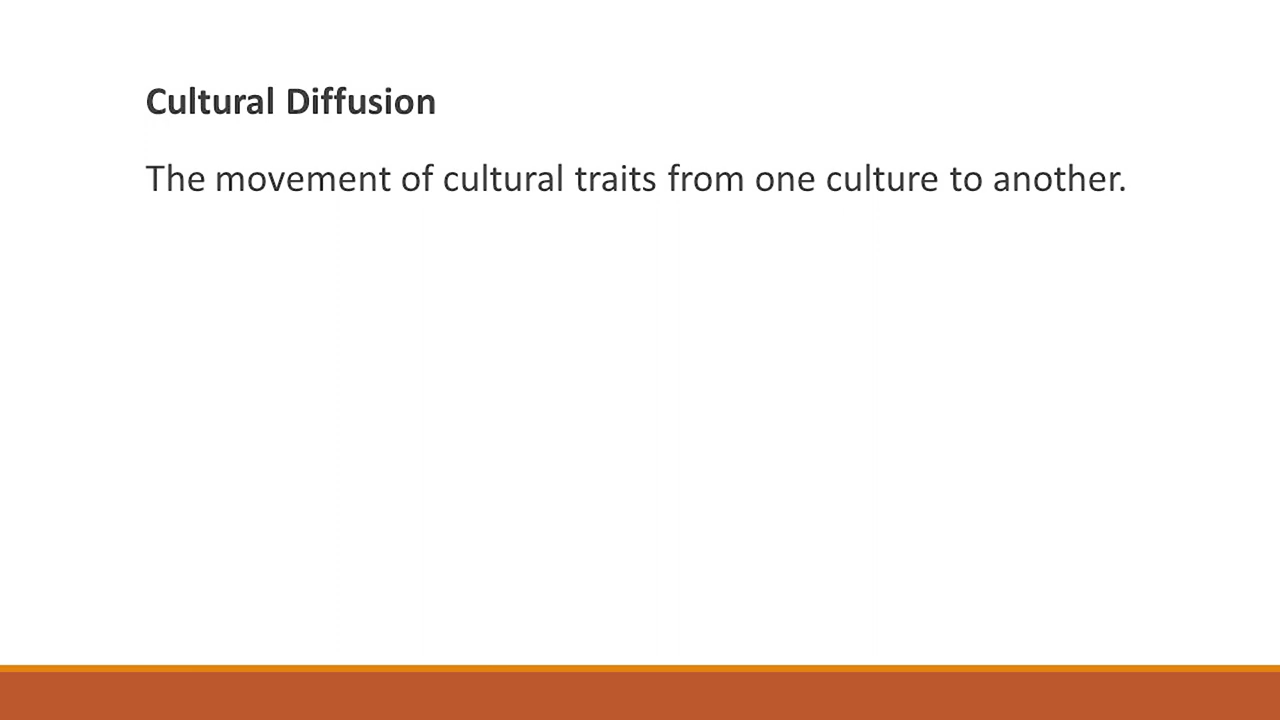 Cultural Diffusion
The movement of cultural traits from one culture to another.